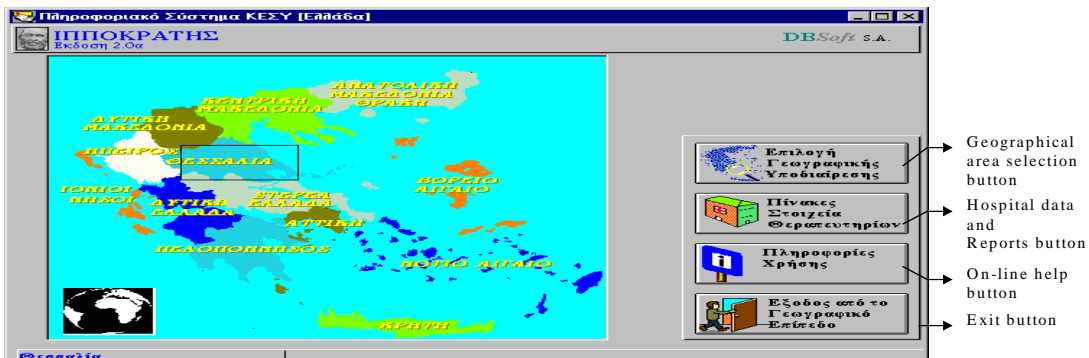 Πληροφοριακό Σύστημα ΚΕΣΥ [Ελλάδα]
ΙΠΠΟΚΡΑΤΗΣ
Εκδοση 2.0α
DBSoft S.A.
ΑΝΑΤΟΛΙΚΗ
ΜΑΚΕΔΟΝΙΑ
ΘΡΑΚΗ
ΚΕΝΤΡΙΚΗ
ΜΑΚΕΔΟΝΙΑ
ΔΥΤΙΚΗ
ΜΑΚΕΔΟΝΙΑ
ΗΠΕΙΡΟΣ
ΘΕΣΣΑΛΙΑ
ΒΟΡΕΙΟ
ΑΙΓΑΙΟ
ΙΟΝΙΟΙ
ΝΗΣΟΙ
ΔΥΤΙΚΗ
ΕΛΛΑΔΑ
ΣΤΕΡΕΑ
ΕΛΛΑΔΑ
ΑΤΤΙΚΗ
ΠΕΛΟΠΟΝΝΗΣΟΣ
ΝΟΤΙΟ ΑΙΓΑΙΟ
ΚΡΗΤΗ
Επιλογή
Γεωγραφικής
Υποδιαίρεσης
Πίνακες
Στοιχεία
Θεραπευτηρίων
Πληροφορίες
Χρήσης
Εξοδος από το
Γεωγραφικό
Επίπεδο
Geographical
area selection
button
Hospital data
and
Reports button
On-line help
button
Exit button
Θεσσαλία